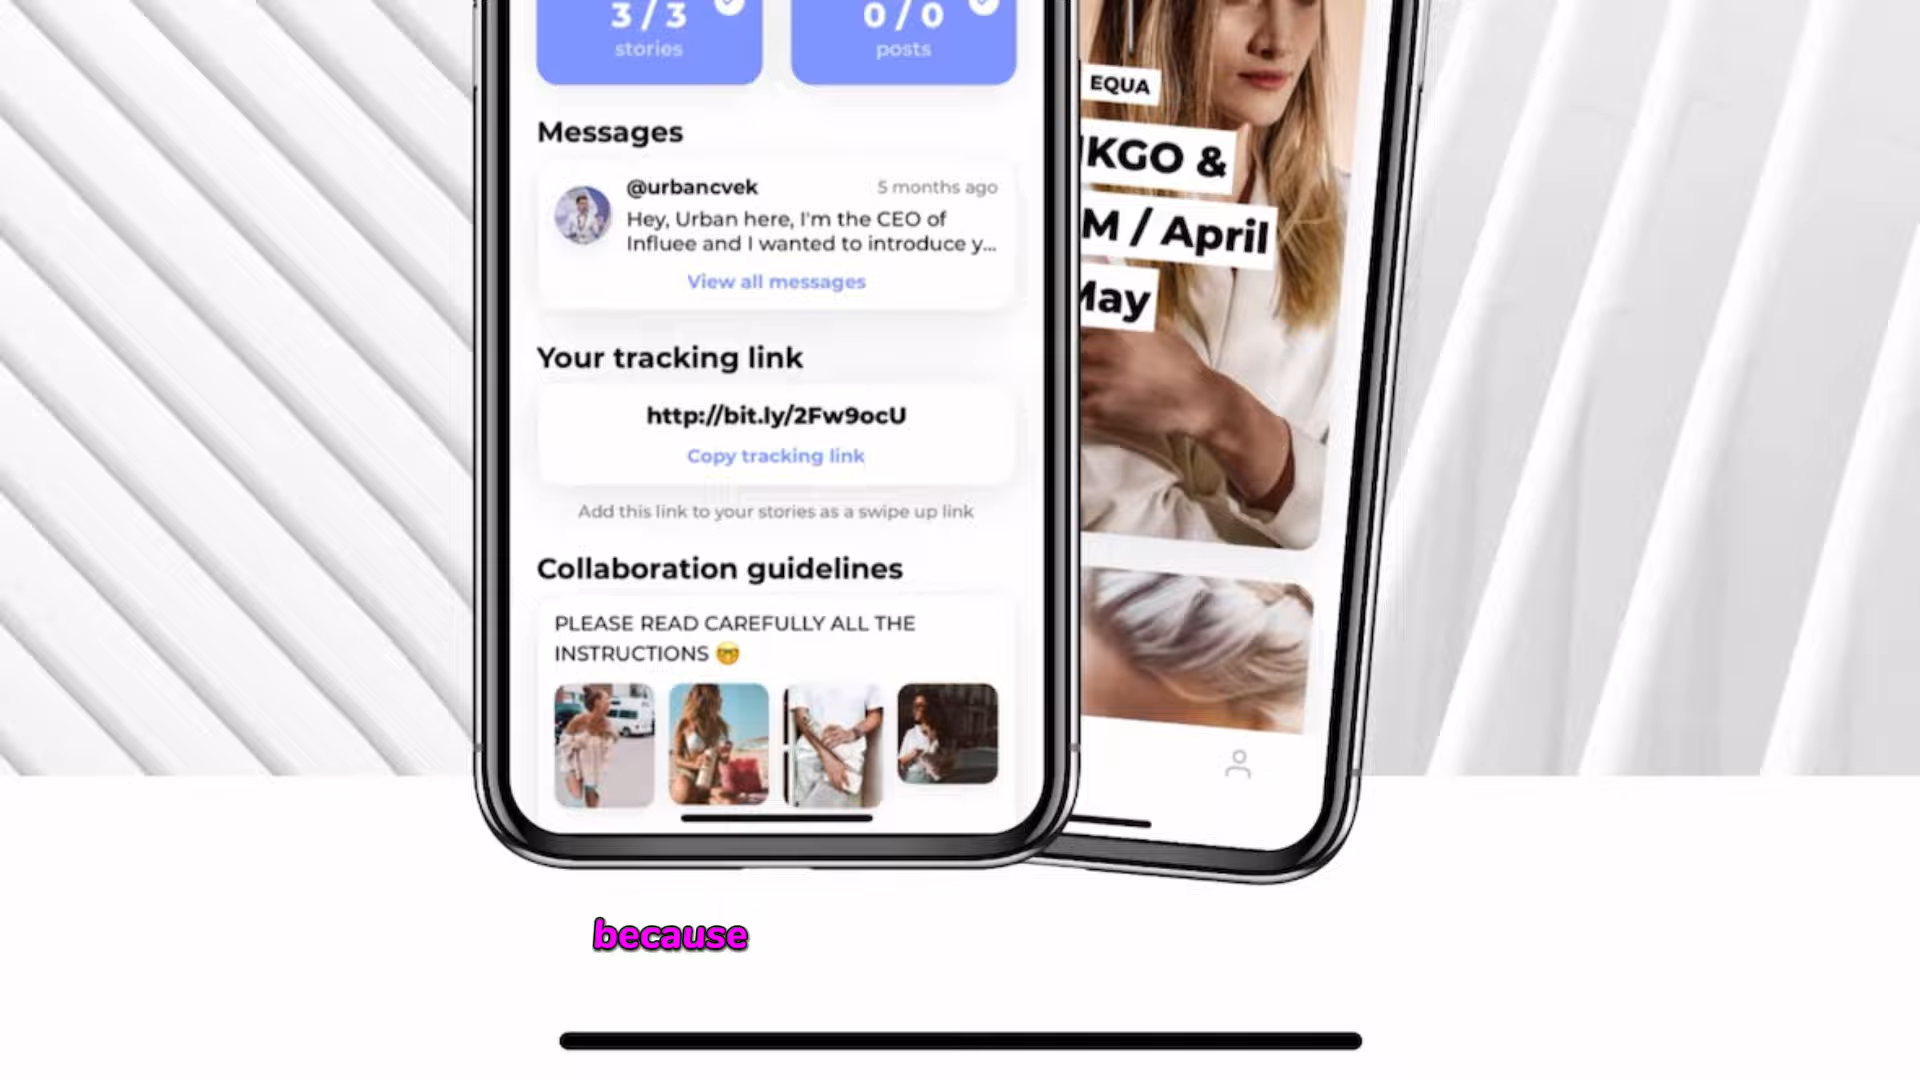 3 / 3
stories
0 / 0
posts
Messages
@urbancvek
5 months ago
Hey, Urban here, I'm the CEO of
Influee and I wanted to introduce y...
View all messages
Your tracking link
http://bit.ly/2Fw9ocU
Copy tracking link
Add this link to your stories as a swipe up link
Collaboration guidelines
PLEASE READ CAREFULLY ALL THE
INSTRUCTIONS 🤓
EQUA
KGO &
M / April
May
because